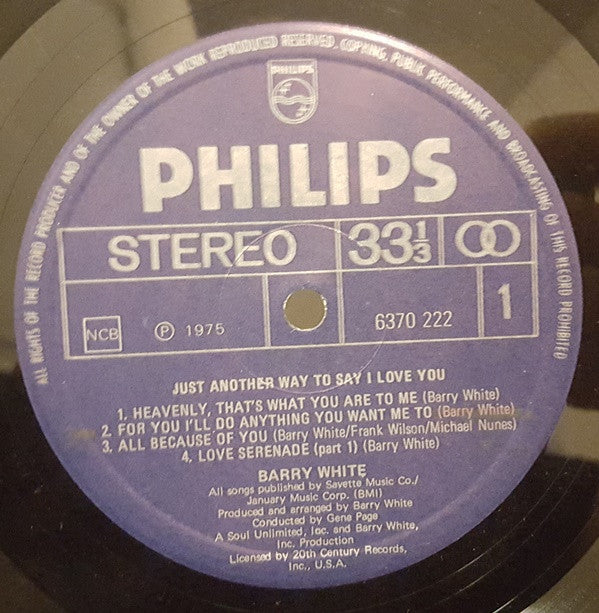 ALL RIGHTS OF THE RECORD PRODUCER AND OF THE OWNER OF THE WORK REPRODUCED RESERVED. COPYING, PUBLIC PERFORMANCE AND BROADCASTING OF THIS RECORD PROHIBITED
PHILIPS
PHILIPS
STEREO 33 1/3
NCB ℗ 1975 6370 222 1
JUST ANOTHER WAY TO SAY I LOVE YOU
1. HEAVENLY, THAT'S WHAT YOU ARE TO ME (Barry White)
2. FOR YOU I'LL DO ANYTHING YOU WANT ME TO (Barry White)
3. ALL BECAUSE OF YOU (Barry White/Frank Wilson/Michael Nunes)
4. LOVE SERENADE (part 1) (Barry White)
BARRY WHITE
All songs published by Savette Music Co./
January Music Corp. (BMI)
Produced and arranged by Barry White
Conducted by Gene Page
A Soul Unlimited, Inc. and Barry White,
Inc. Production
Licensed by 20th Century Records,
Inc., U.S.A.